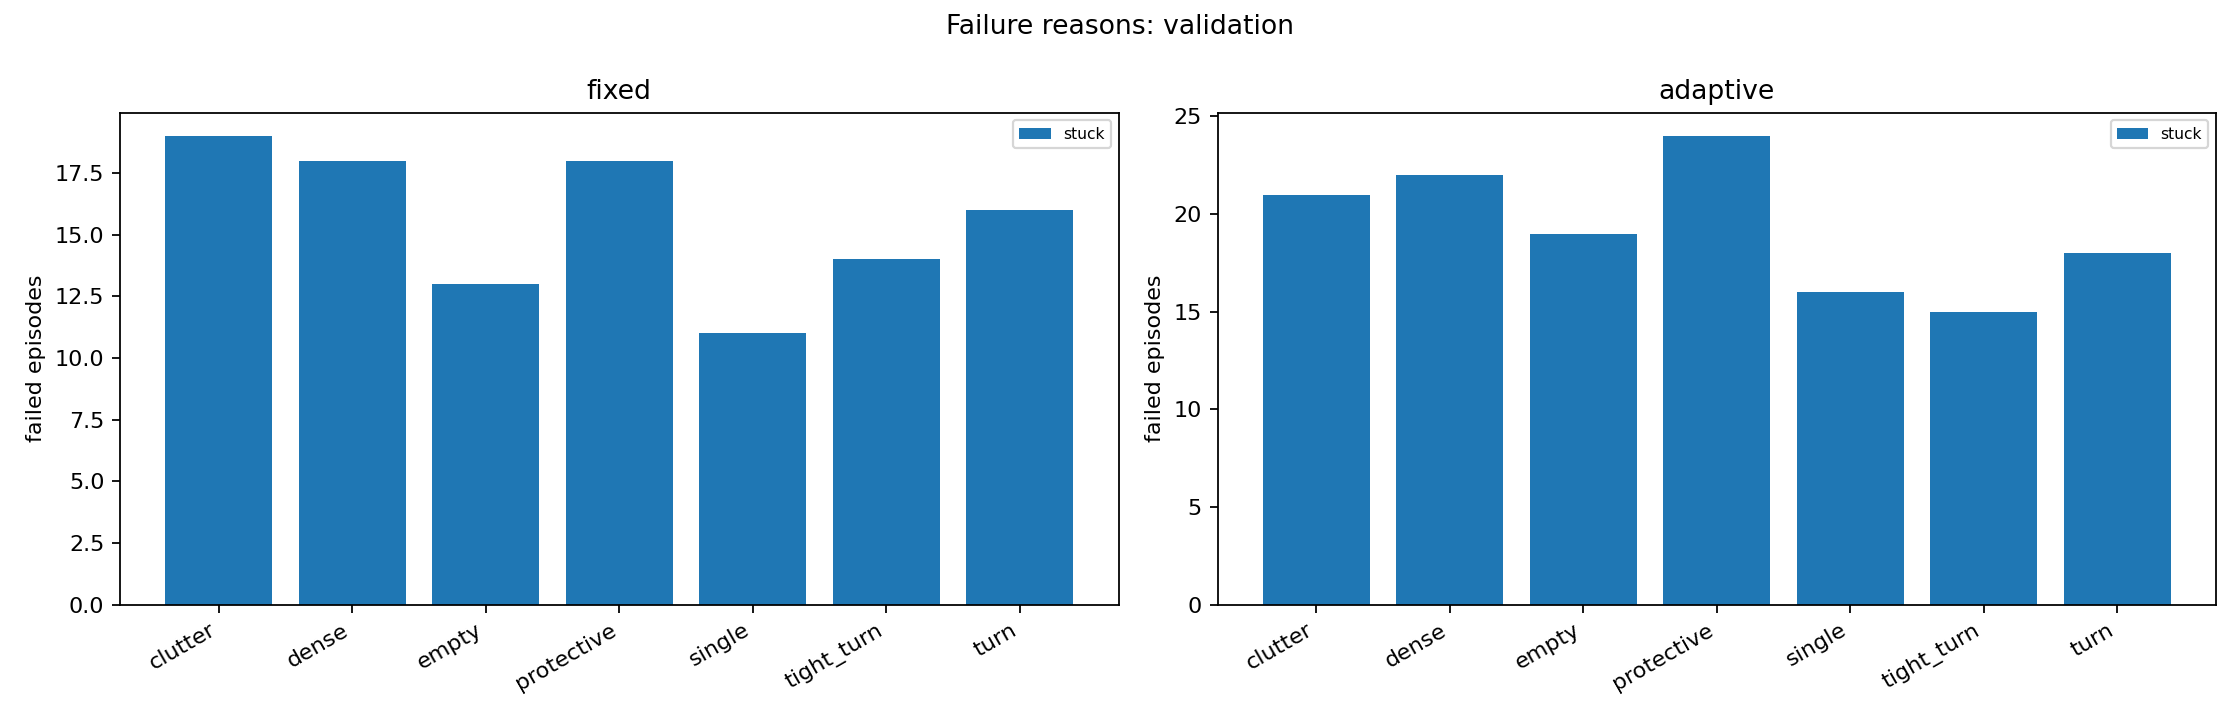 Failure reasons: validation
fixed
stuck
failed episodes
17.5
15.0
12.5
10.0
7.5
5.0
2.5
0.0
clutter
dense
empty
protective
single
tight_turn
turn
adaptive
stuck
failed episodes
25
20
15
10
5
0
clutter
dense
empty
protective
single
tight_turn
turn